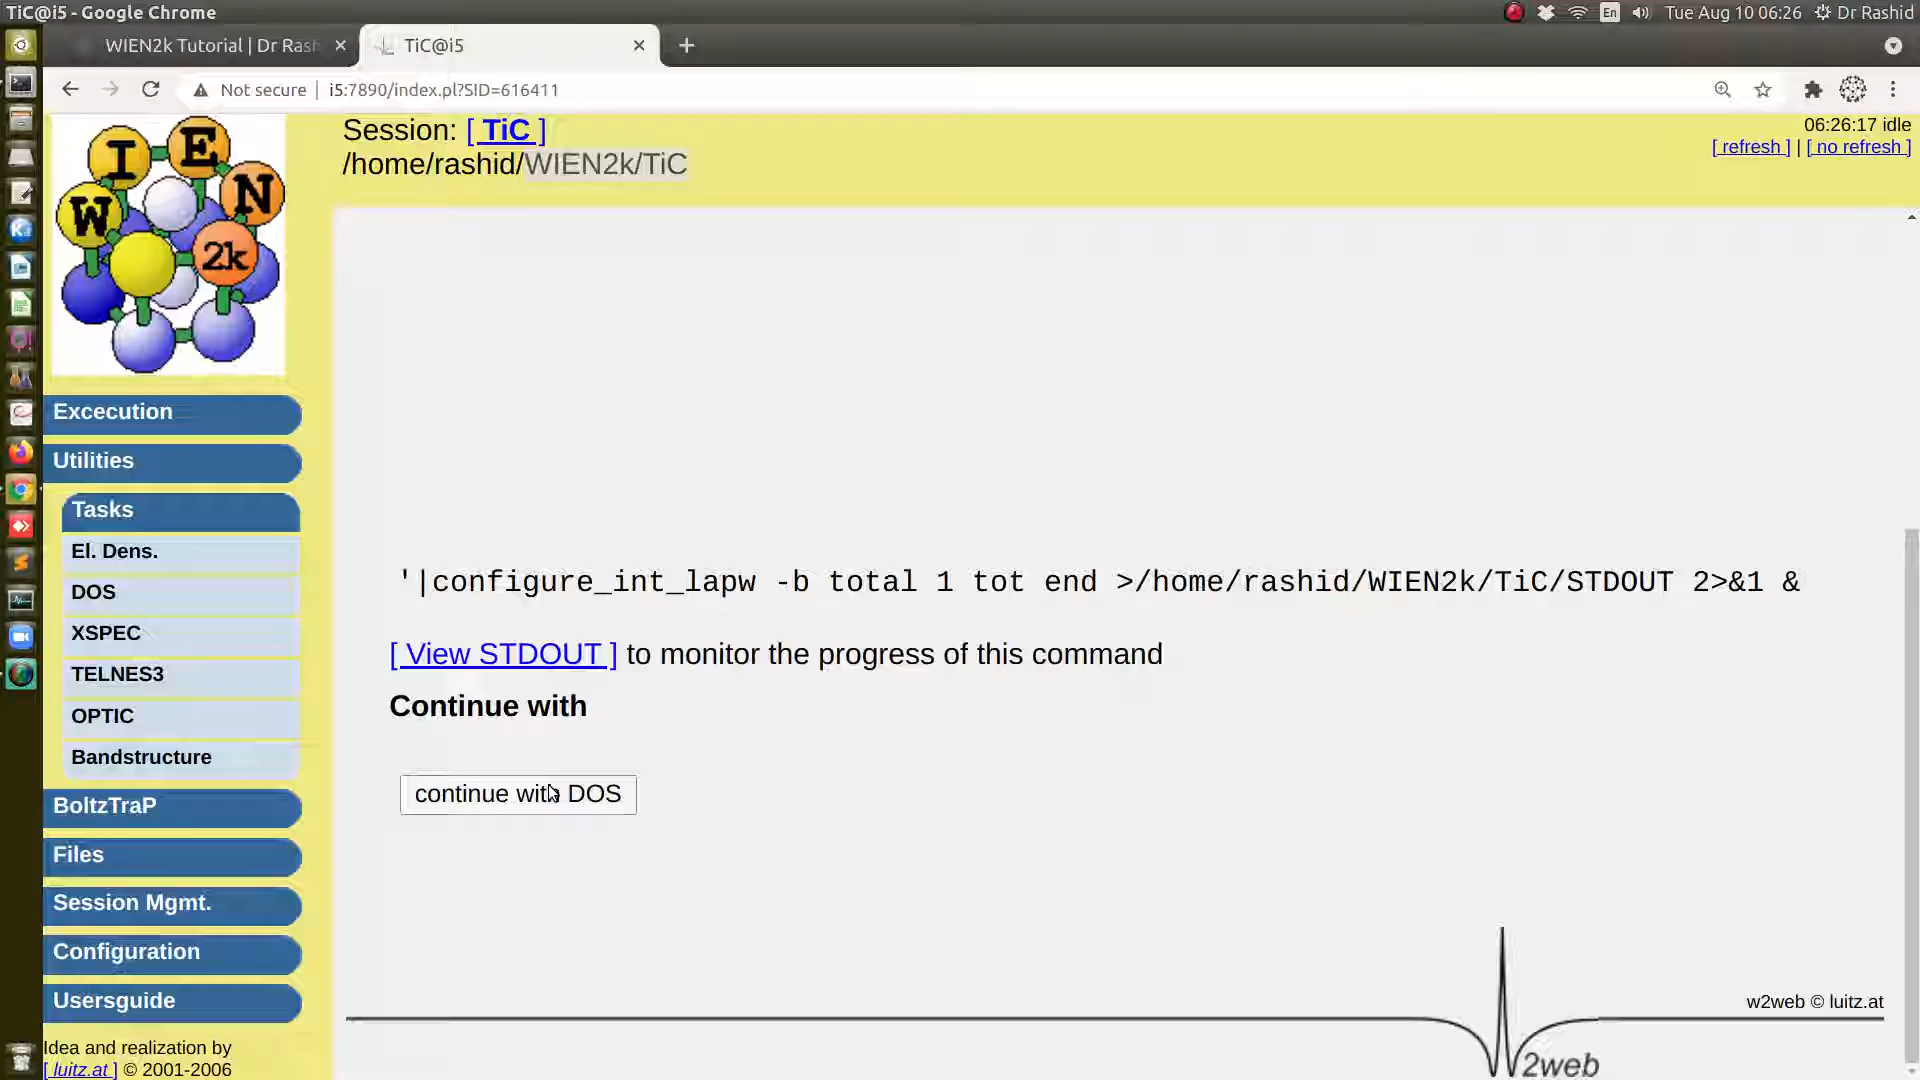 TiC@i5 - Google Chrome
En
Tue Aug 10 06:26
Dr Rashid
WIEN2k Tutorial | Dr Rash
TiC@i5
Not secure
i5:7890/index.pl?SID=616411
W I E N 2k
Session: [ TiC ]
/home/rashid/WIEN2k/TiC
06:26:17 idle
[ refresh ] | [ no refresh ]
Excecution
Utilities
Tasks
El. Dens.
DOS
XSPEC
TELNES3
OPTIC
Bandstructure
BoltzTraP
Files
Session Mgmt.
Configuration
Usersguide
Idea and realization by
[ luitz.at ] © 2001-2006
'|configure_int_lapw -b total 1 tot end >/home/rashid/WIEN2k/TiC/STDOUT 2>&1 &
[ View STDOUT ] to monitor the progress of this command
Continue with
continue with DOS
w2web © luitz.at
2web